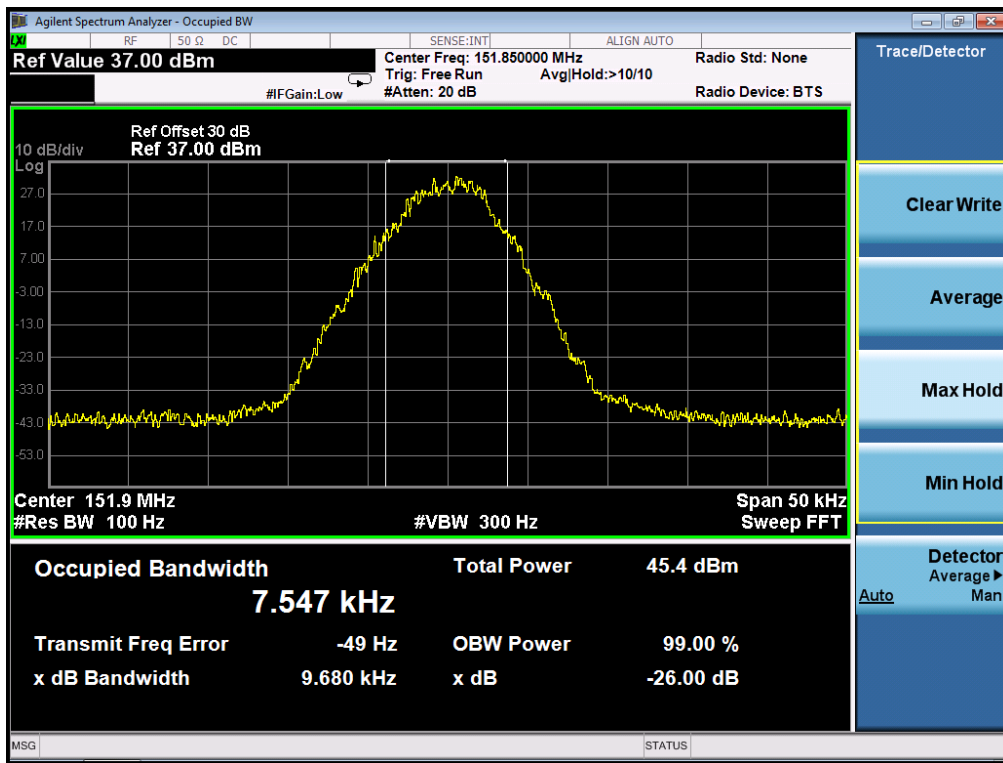 Agilent Spectrum Analyzer - Occupied BW
LXI RF 50 Ω DC SENSE:INT ALIGN AUTO
Ref Value 37.00 dBm
Center Freq: 151.850000 MHz Radio Std: None
Trig: Free Run Avg|Hold:>10/10
#IFGain:Low #Atten: 20 dB Radio Device: BTS
Ref Offset 30 dB
10 dB/div Ref 37.00 dBm
Log
27.0
17.0
7.00
-3.00
-13.0
-23.0
-33.0
-43.0
-53.0
Center 151.9 MHz Span 50 kHz
#Res BW 100 Hz #VBW 300 Hz Sweep FFT
Occupied Bandwidth Total Power 45.4 dBm
7.547 kHz
Transmit Freq Error -49 Hz OBW Power 99.00 %
x dB Bandwidth 9.680 kHz x dB -26.00 dB
MSG STATUS
Trace/Detector
Clear Write
Average
Max Hold
Min Hold
Detector
Average▶
Auto Man